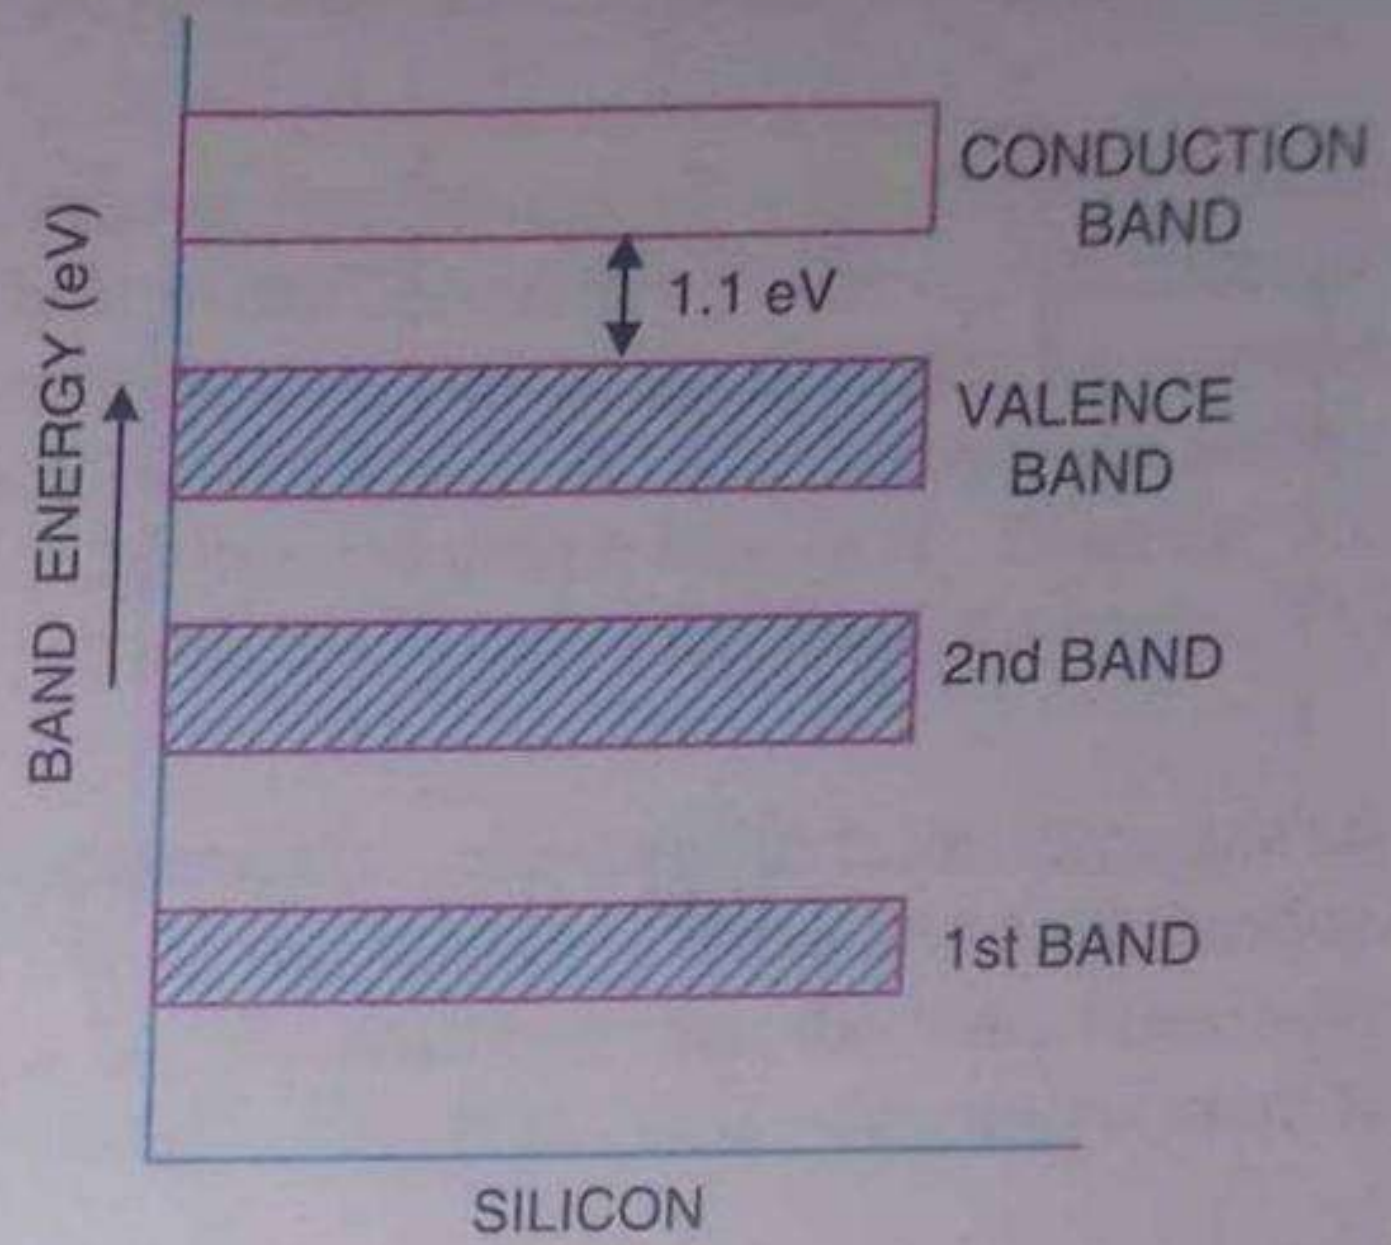 CONDUCTION
BAND
1.1 eV
BAND ENERGY (eV)
VALENCE
BAND
2nd BAND
1st BAND
SILICON